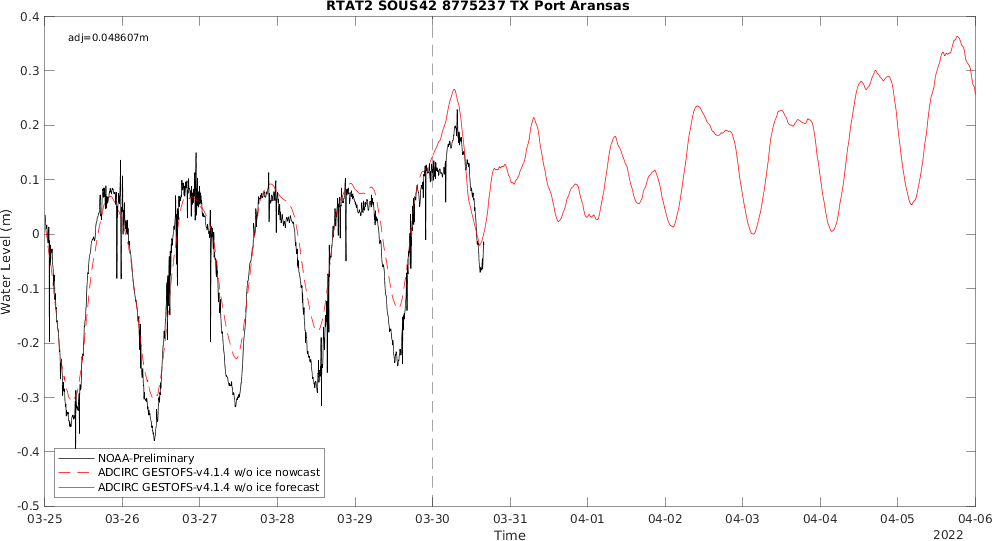 RTAT2 SOUS42 8775237 TX Port Aransas
adj=0.048607m
0.4
0.3
0.2
0.1
0
-0.1
-0.2
-0.3
-0.4
-0.5
Water Level (m)
NOAA-Preliminary
ADCIRC GESTOFS-v4.1.4 w/o ice nowcast
ADCIRC GESTOFS-v4.1.4 w/o ice forecast
03-25 03-26 03-27 03-28 03-29 03-30 03-31 04-01 04-02 04-03 04-04 04-05 04-06
Time
2022